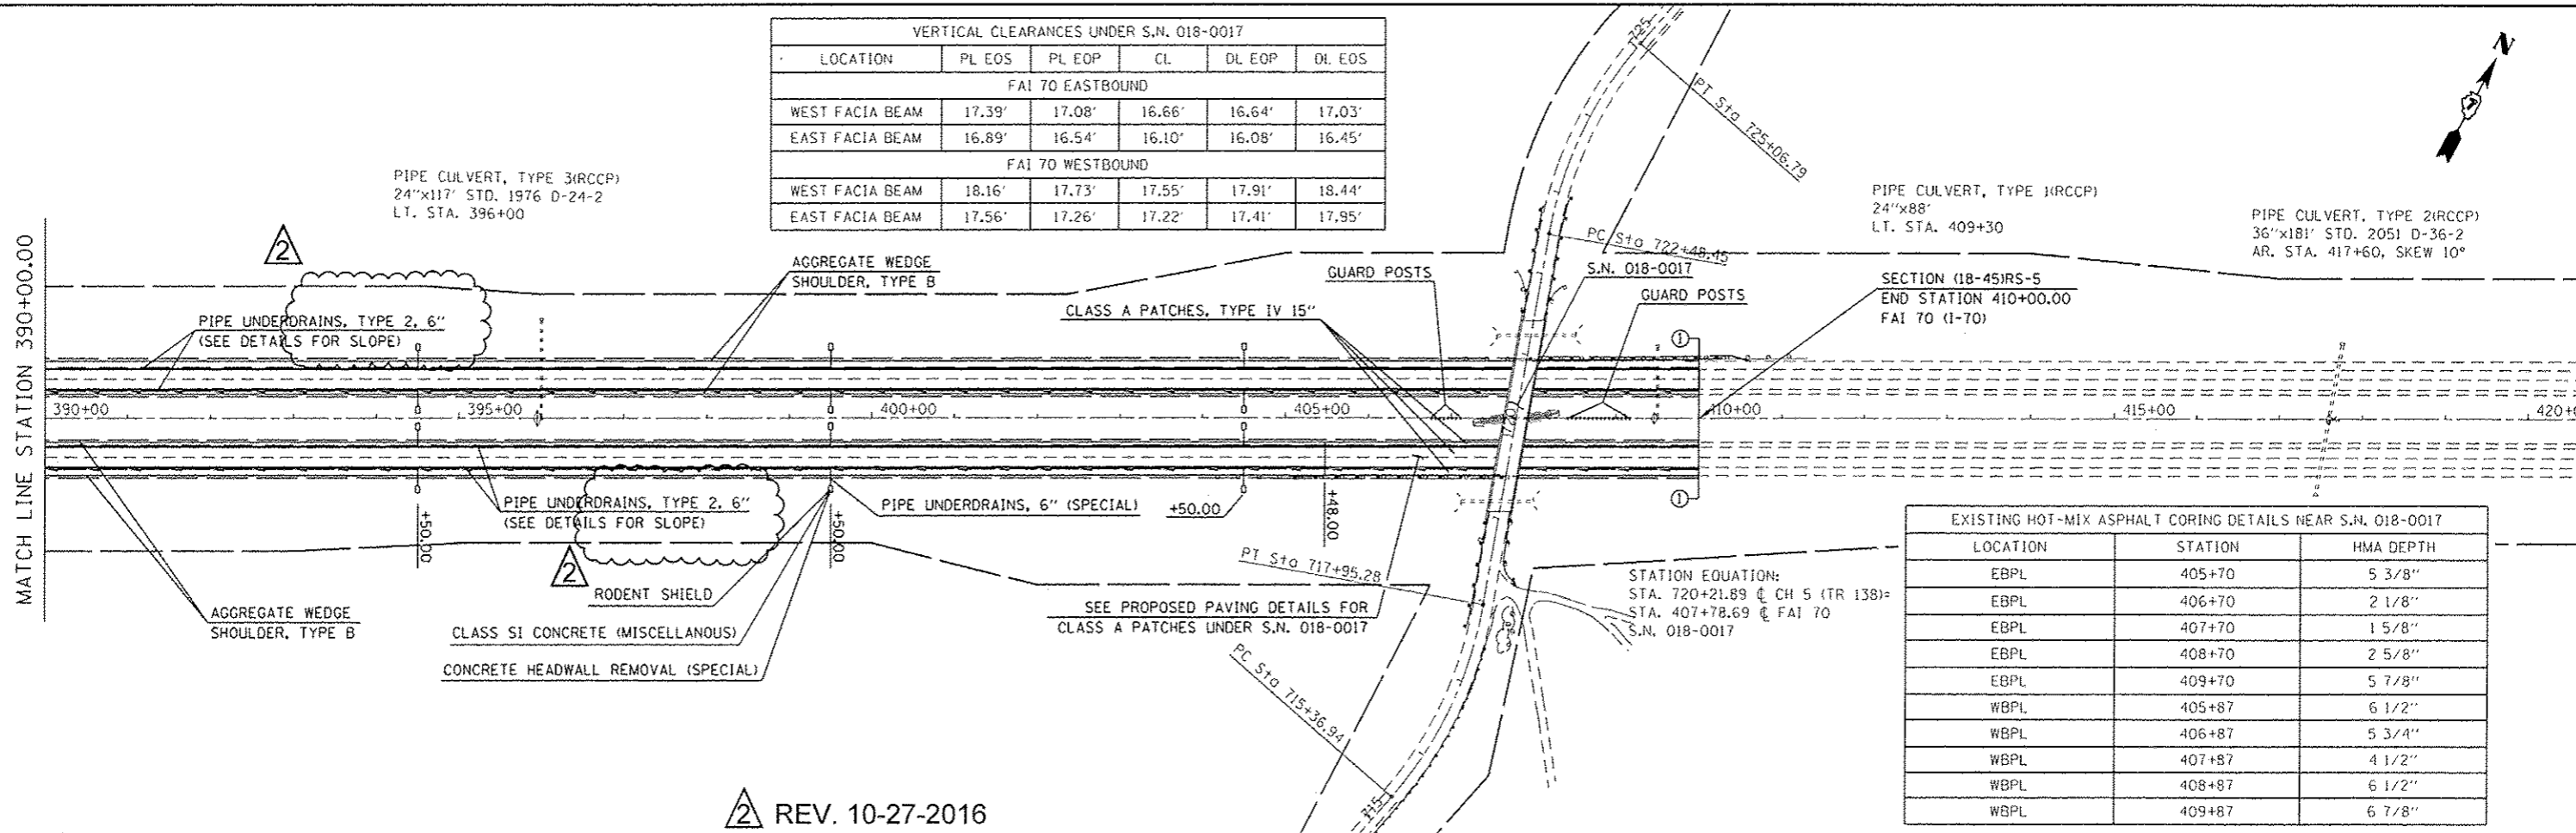 VERTICAL CLEARANCES UNDER S.N. 018-0017
LOCATION PL EOS PL EOP CL DL EOP DL EOS
FAI 70 EASTBOUND
WEST FACIA BEAM 17.39' 17.08' 16.66' 16.64' 17.03'
EAST FACIA BEAM 16.89' 16.54' 16.10' 16.08' 16.45'
FAI 70 WESTBOUND
WEST FACIA BEAM 18.16' 17.73' 17.55' 17.91' 18.44'
EAST FACIA BEAM 17.56' 17.26' 17.22' 17.41' 17.95'
N
725
PT Sta 725+06.79
PIPE CULVERT, TYPE 3(RCCP)
24"x117' STD. 1976 D-24-2
LT. STA. 396+00
PIPE CULVERT, TYPE 1(RCCP)
24"x88'
LT. STA. 409+30
PIPE CULVERT, TYPE 2(RCCP)
36"x181' STD. 2051 D-36-2
AR. STA. 417+60, SKEW 10°
MATCH LINE STATION 390+00.00
2
PC Sta 722+48.45
AGGREGATE WEDGE
SHOULDER, TYPE B
GUARD POSTS
S.N. 018-0017
GUARD POSTS
SECTION (18-45)RS-5
END STATION 410+00.00
FAI 70 (I-70)
CLASS A PATCHES, TYPE IV 15"
PIPE UNDERDRAINS, TYPE 2, 6"
(SEE DETAILS FOR SLOPE)
1
390+00
395+00
400+00
405+00
410+00
415+00
420+0
PIPE UNDERDRAINS, TYPE 2, 6"
(SEE DETAILS FOR SLOPE)
PIPE UNDERDRAINS, 6" (SPECIAL)
+50.00
+50.00
+50.00
+48.00
1
2
RODENT SHIELD
AGGREGATE WEDGE
SHOULDER, TYPE B
CLASS SI CONCRETE (MISCELLANOUS)
CONCRETE HEADWALL REMOVAL (SPECIAL)
PT Sta 717+95.28
SEE PROPOSED PAVING DETAILS FOR
CLASS A PATCHES UNDER S.N. 018-0017
STATION EQUATION:
STA. 720+21.89 ℄ CH 5 (TR 138)=
STA. 407+78.69 ℄ FAI 70
S.N. 018-0017
PC Sta 715+36.94
715
EXISTING HOT-MIX ASPHALT CORING DETAILS NEAR S.N. 018-0017
LOCATION STATION HMA DEPTH
EBPL 405+70 5 3/8"
EBPL 406+70 2 1/8"
EBPL 407+70 1 5/8"
EBPL 408+70 2 5/8"
EBPL 409+70 5 7/8"
WBPL 405+87 6 1/2"
WBPL 406+87 5 3/4"
WBPL 407+87 4 1/2"
WBPL 408+87 6 1/2"
WBPL 409+87 6 7/8"
2 REV. 10-27-2016